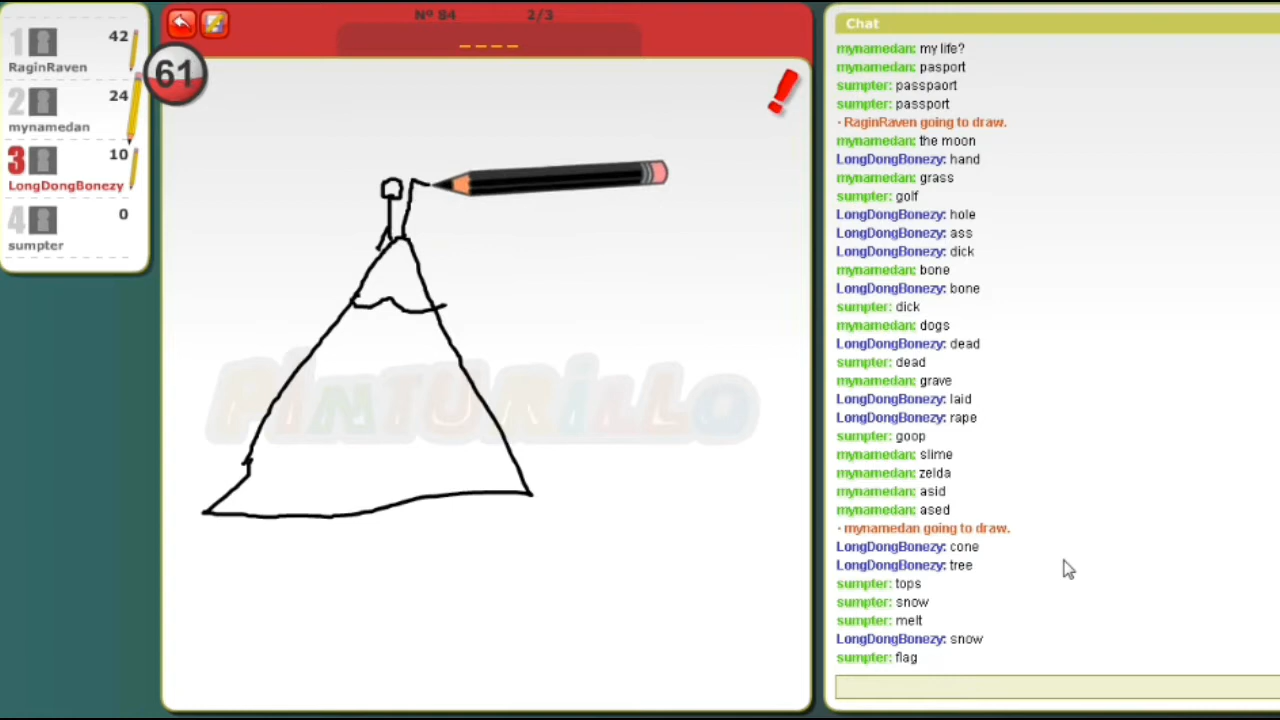 Nº 84 2/3
_ _ _ _
61
1 42
RaginRaven
2 24
mynamedan
3 10
LongDongBonezy
4 0
sumpter
PINTURILLO
Chat
mynamedan: my life?
mynamedan: pasport
sumpter: passpaort
sumpter: passport
· RaginRaven going to draw.
mynamedan: the moon
LongDongBonezy: hand
mynamedan: grass
sumpter: golf
LongDongBonezy: hole
LongDongBonezy: ass
LongDongBonezy: dick
mynamedan: bone
LongDongBonezy: bone
sumpter: dick
mynamedan: dogs
LongDongBonezy: dead
sumpter: dead
mynamedan: grave
LongDongBonezy: laid
LongDongBonezy: rape
sumpter: goop
mynamedan: slime
mynamedan: zelda
mynamedan: asid
mynamedan: ased
· mynamedan going to draw.
LongDongBonezy: cone
LongDongBonezy: tree
sumpter: tops
sumpter: snow
sumpter: melt
LongDongBonezy: snow
sumpter: flag